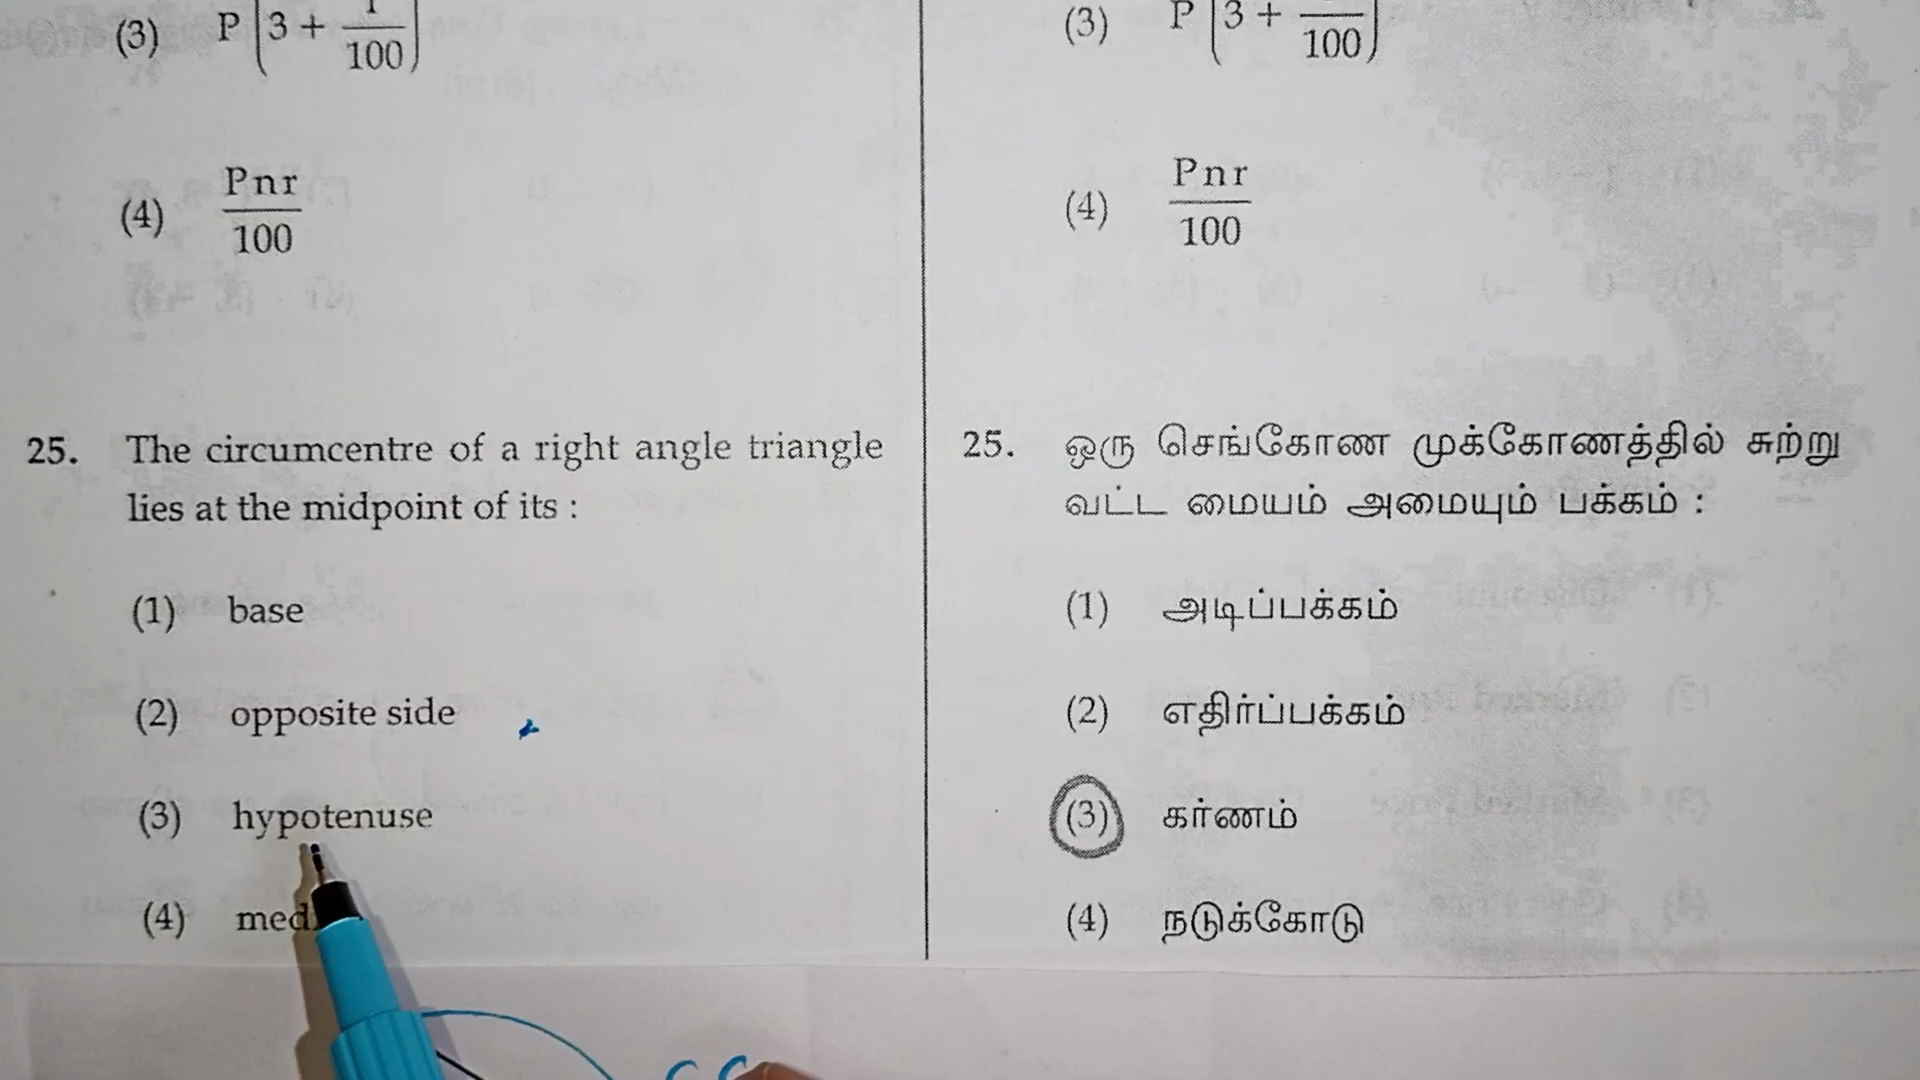 (3) P(3 + /100)
(4) Pnr/100
25. The circumcentre of a right angle triangle
lies at the midpoint of its :
(1) base
(2) opposite side
(3) hypotenuse
(4)
(3) P(3 + /100)
(4) Pnr/100
25. ஒரு செங்கோண முக்கோணத்தில் சுற்று
வட்ட மையம் அமையும் பக்கம் :
(1) அடிப்பக்கம்
(2) எதிர்ப்பக்கம்
(3) கர்ணம்
(4) நடுக்கோடு